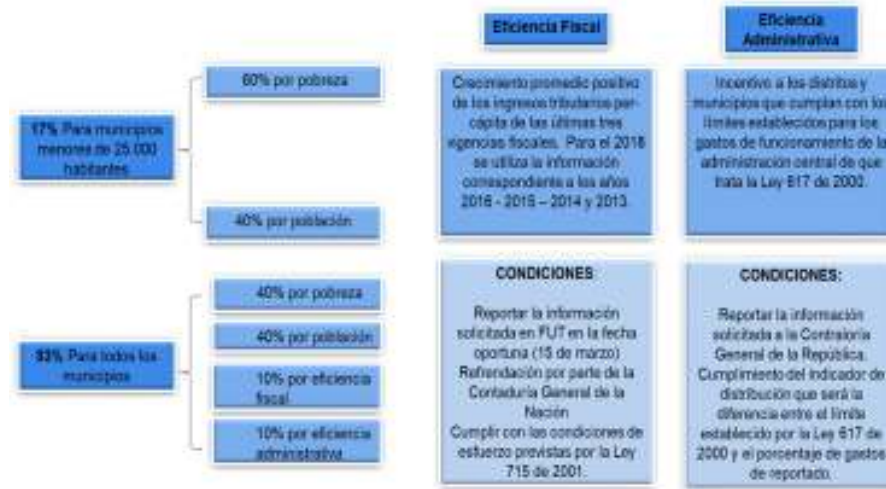 17% Para municipios
menores de 25.000
habitantes
60% por pobreza
40% por población
83% Para todos los
municipios
40% por pobreza
40% por población
10% por eficiencia
fiscal
10% por eficiencia
administrativa
Eficiencia Fiscal
Crecimiento promedio positivo
de los ingresos tributarios per-
cápita de las últimas tres
vigencias fiscales. Para el 2018
se utiliza la información
correspondiente a los años
2016 - 2015 – 2014 y 2013.
CONDICIONES
Reportar la información
solicitada en FUT en la fecha
oportuna (15 de marzo)
Refrendación por parte de la
Contaduría General de la
Nación
Cumplir con las condiciones de
esfuerzo previstas por la Ley
715 de 2001.
Eficiencia
Administrativa
Incentivo a los distritos y
municipios que cumplan con los
límites establecidos para los
gastos de funcionamiento de la
administración central de que
trata la Ley 617 de 2000.
CONDICIONES:
Reportar la información
solicitada a la Contraloría
General de la República.
Cumplimiento del Indicador de
distribución que será la
diferencia entre el límite
establecido por la Ley 617 de
2000 y el porcentaje de gastos
de reportado.